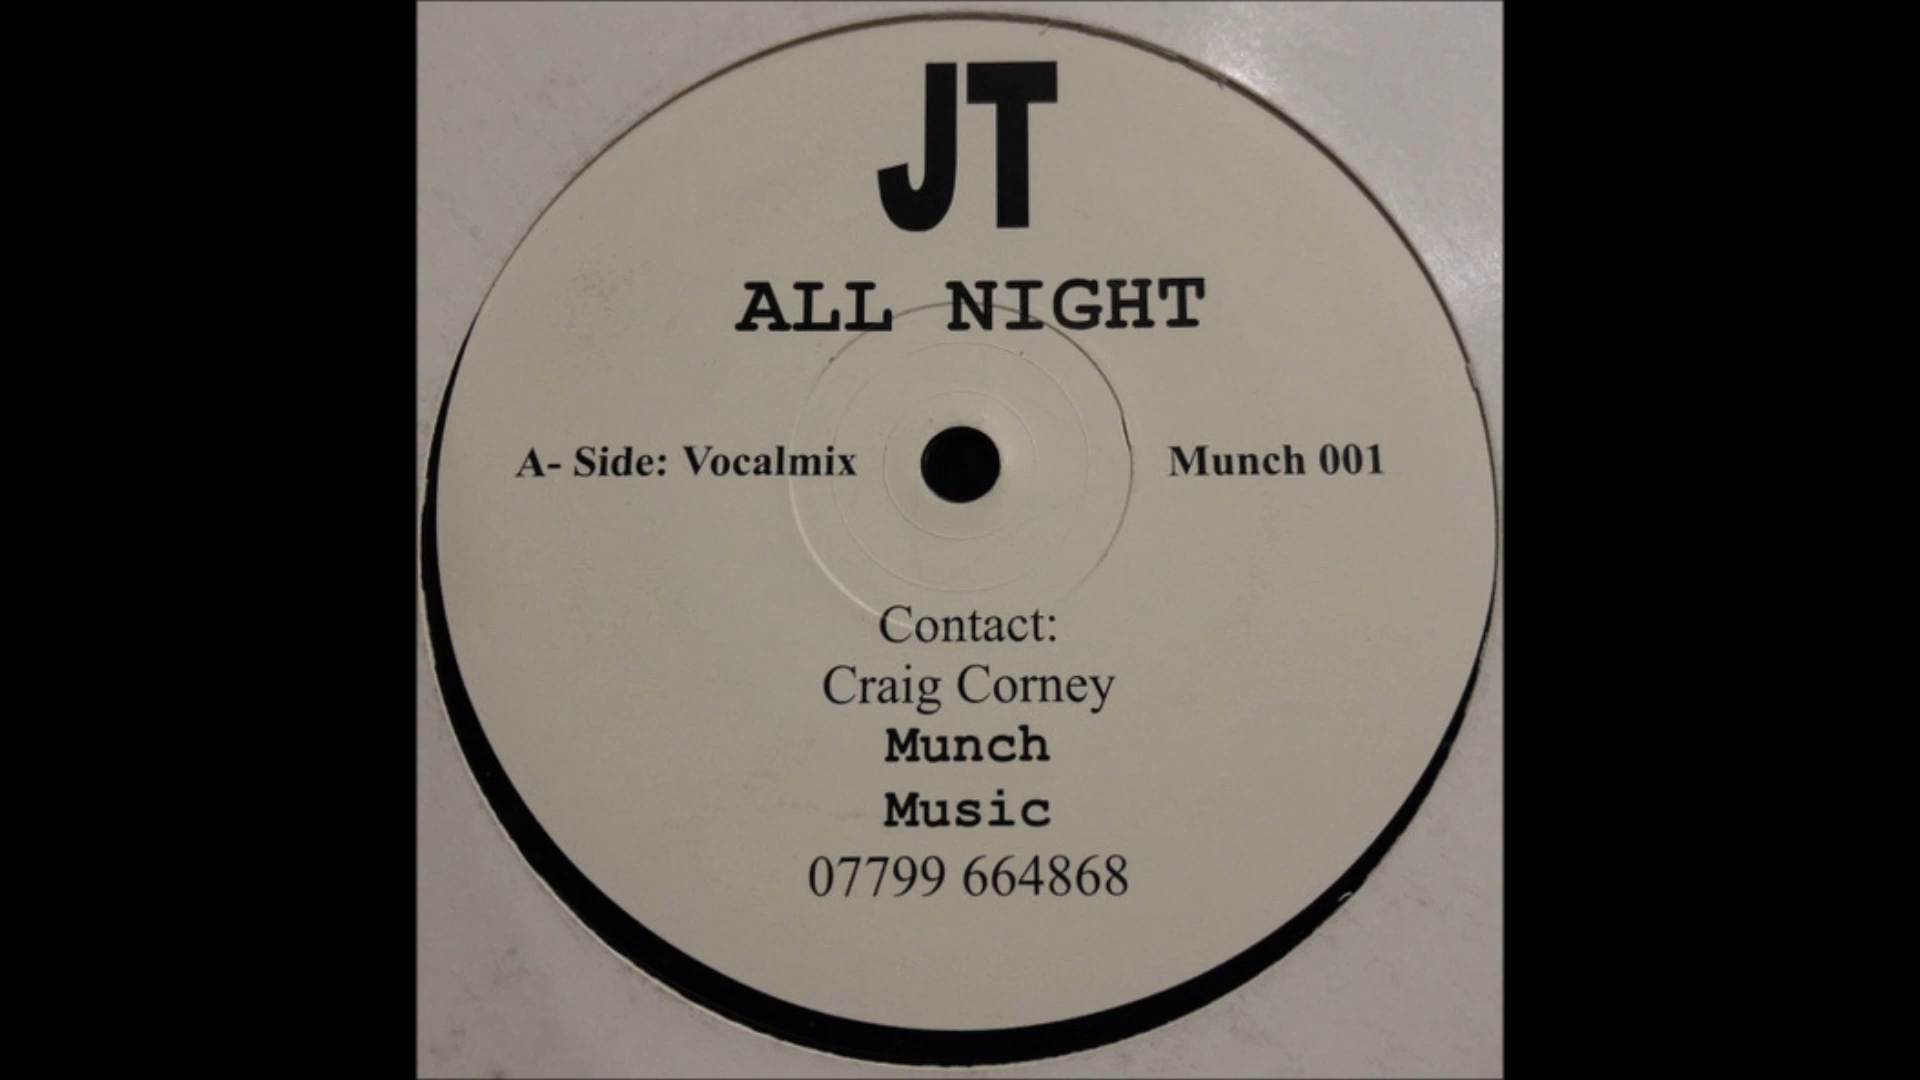 JT
ALL NIGHT
A- Side: Vocalmix Munch 001
Contact:
Craig Corney
Munch
Music
07799 664868